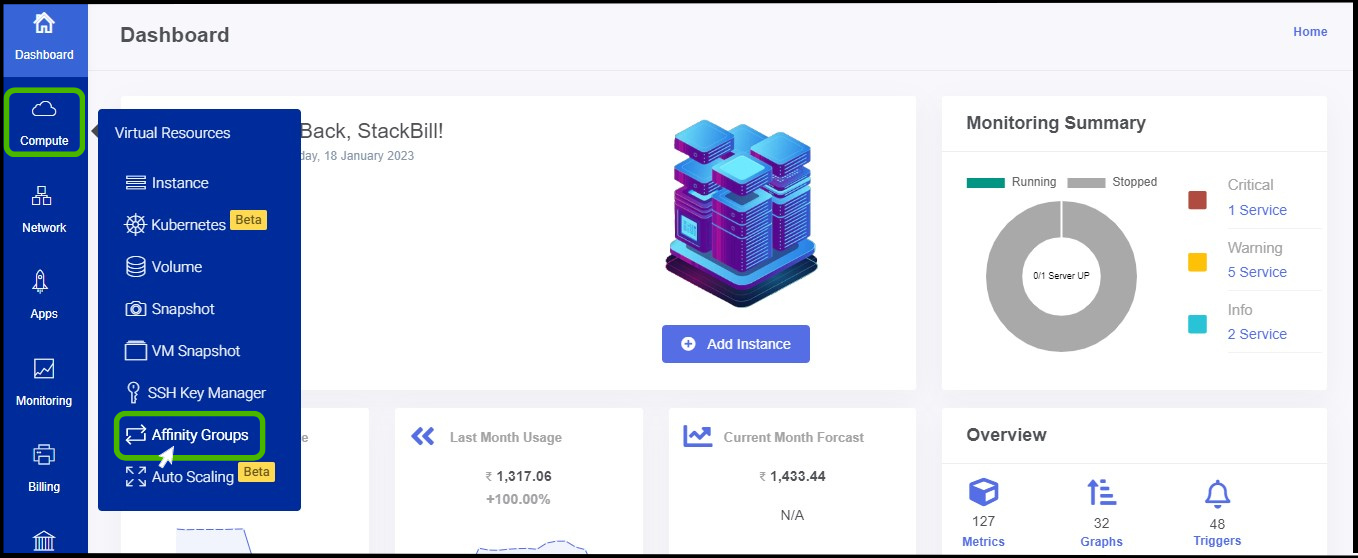 Dashboard
Compute
Network
Apps
Monitoring
Billing
Virtual Resources
Instance
Kubernetes Beta
Volume
Snapshot
VM Snapshot
SSH Key Manager
Affinity Groups
Auto Scaling Beta
Dashboard
Home
Back, StackBill!
day, 18 January 2023
Add Instance
Last Month Usage
₹ 1,317.06
+100.00%
Current Month Forcast
₹ 1,433.44
N/A
Monitoring Summary
Running Stopped
0/1 Server UP
Critical
1 Service
Warning
5 Service
Info
2 Service
Overview
127
Metrics
32
Graphs
48
Triggers